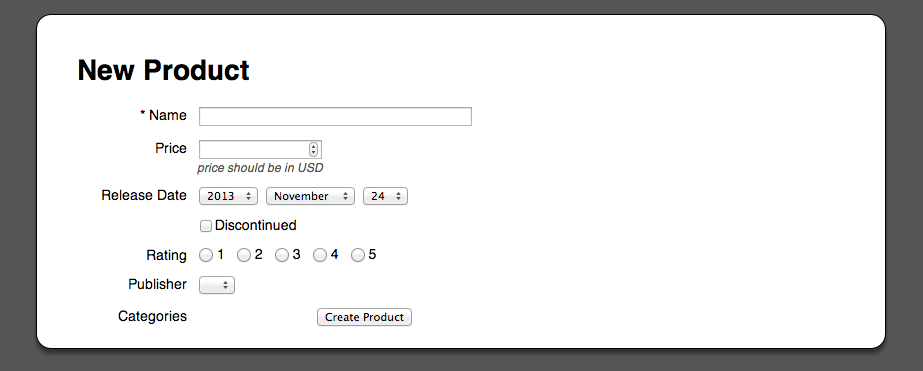 New Product
* Name
Price
price should be in USD
Release Date 2013 November 24
Discontinued
Rating 1 2 3 4 5
Publisher
Categories Create Product